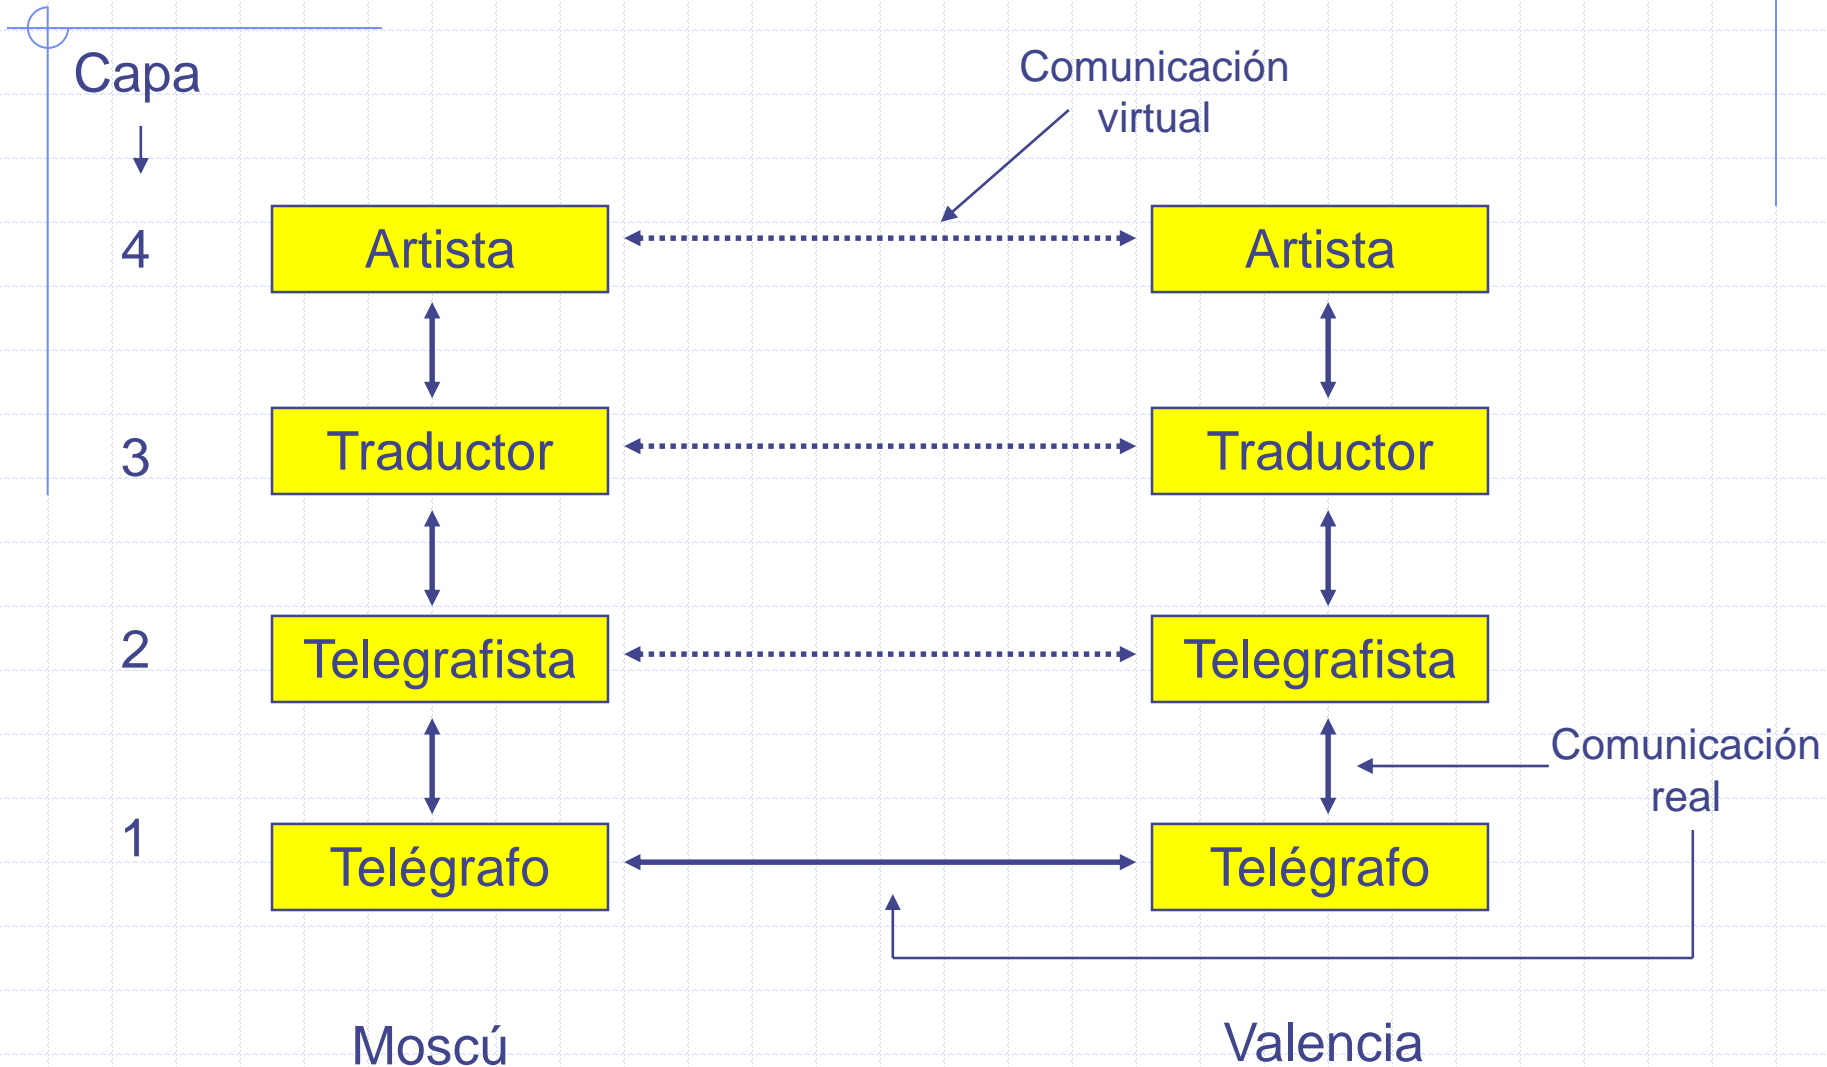 Capa
Comunicación
virtual
4
Artista
Artista
3
Traductor
Traductor
2
Telegrafista
Telegrafista
Comunicación
real
1
Telégrafo
Telégrafo
Moscú
Valencia